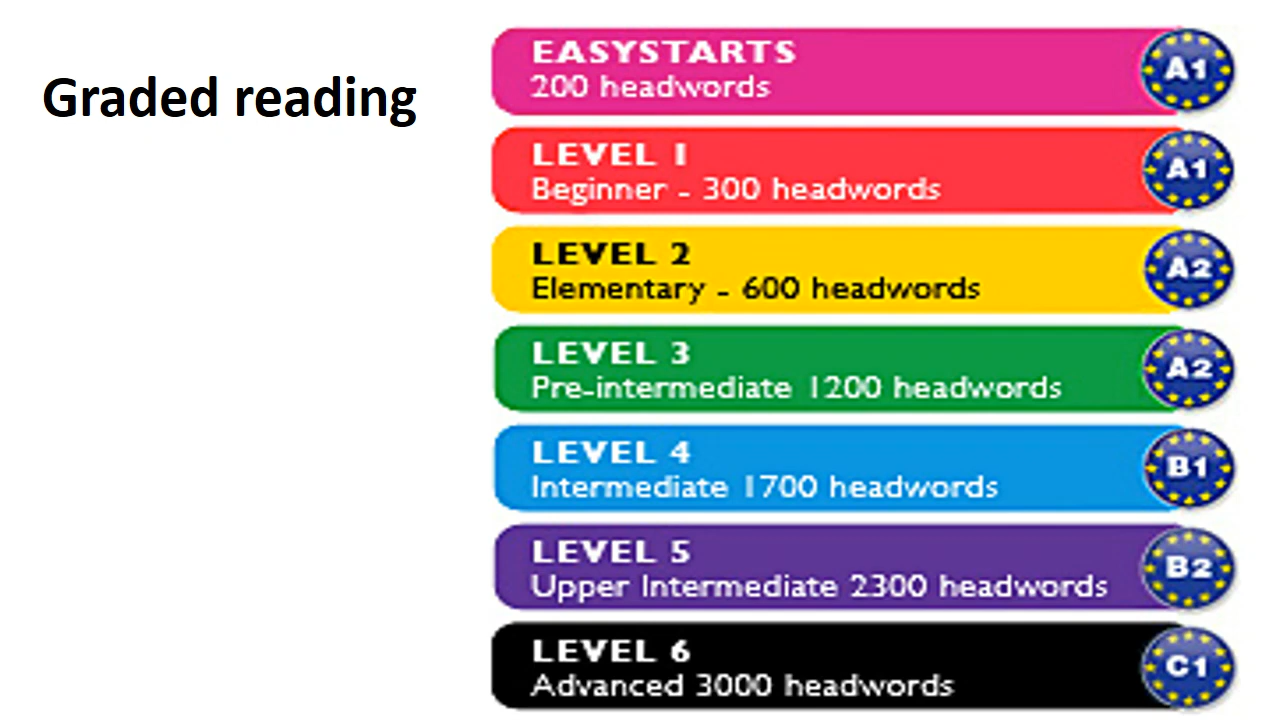 Graded reading
EASYSTARTS
200 headwords
A1
LEVEL 1
Beginner - 300 headwords
A1
LEVEL 2
Elementary - 600 headwords
A2
LEVEL 3
Pre-intermediate 1200 headwords
A2
LEVEL 4
Intermediate 1700 headwords
B1
LEVEL 5
Upper Intermediate 2300 headwords
B2
LEVEL 6
Advanced 3000 headwords
C1